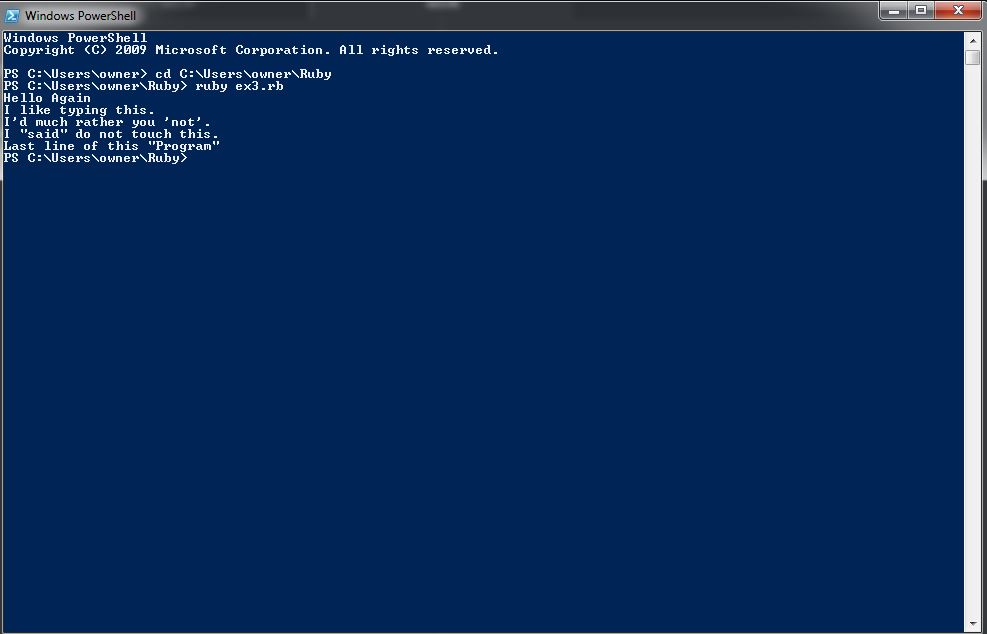 Windows PowerShell
Windows PowerShell
Copyright (C) 2009 Microsoft Corporation. All rights reserved.
PS C:\Users\owner> cd C:\Users\owner\Ruby
PS C:\Users\owner\Ruby> ruby ex3.rb
Hello Again
I like typing this.
I'd much rather you 'not'.
I "said" do not touch this.
Last line of this "Program"
PS C:\Users\owner\Ruby>